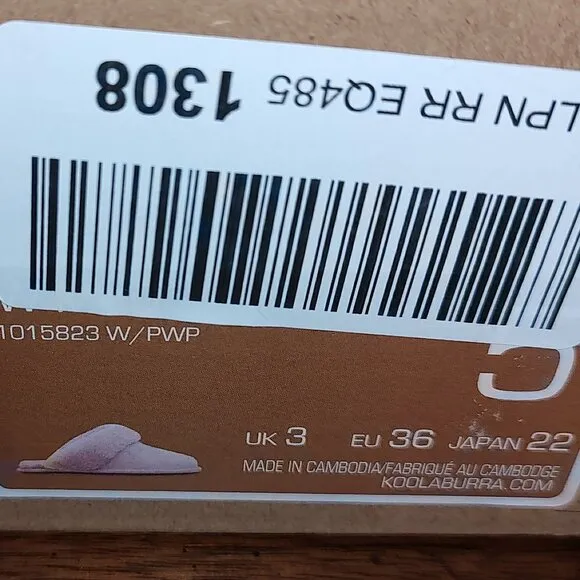 LPN RR EQ485 1308
1015823 W/PWP
5
UK 3 EU 36 JAPAN 22
MADE IN CAMBODIA/FABRIQUÉ AU CAMBODGE
KOOLABURRA.COM